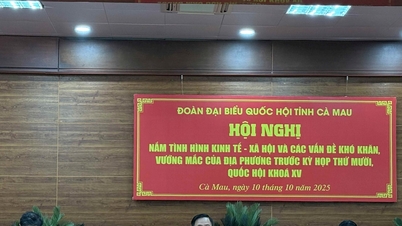 ĐOÀN ĐẠI BIỂU QUỐC HỘI TỈNH CÀ MAU
HỘI NGHỊ
NẮM TÌNH HÌNH KINH TẾ - XÃ HỘI VÀ CÁC VẤN ĐỀ KHÓ KHĂN,
VƯỚNG MẮC CỦA ĐỊA PHƯƠNG TRƯỚC KỲ HỌP THỨ MƯỜI,
QUỐC HỘI KHOÁ XV
Cà Mau, ngày 10 tháng 10 năm 2025